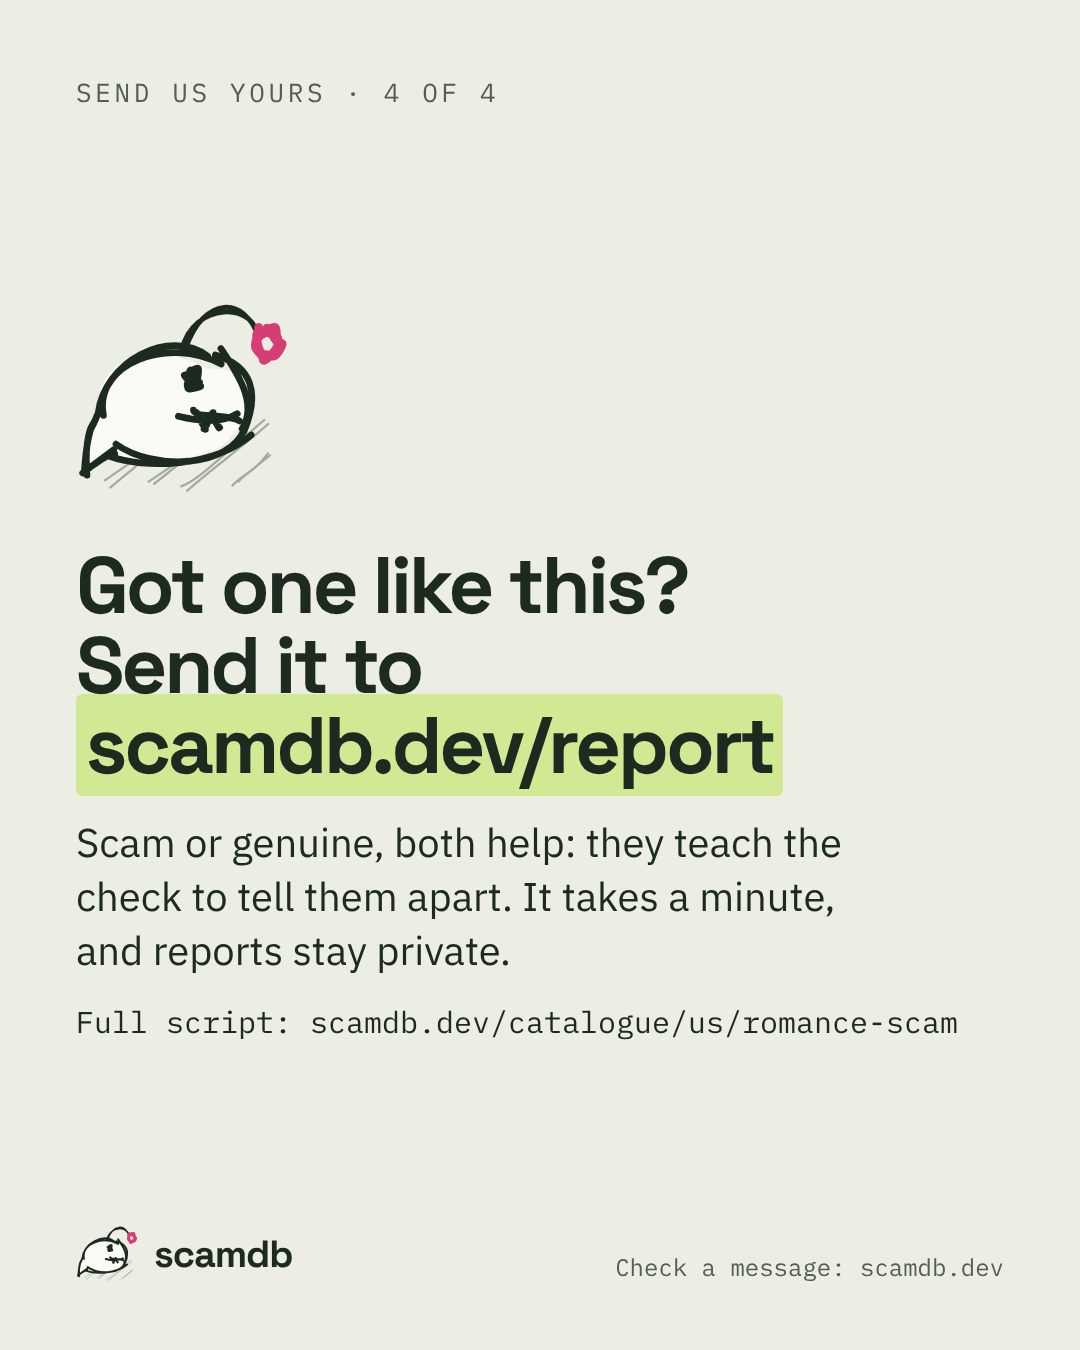 SEND US YOURS · 4 OF 4
Got one like this?
Send it to
scamdb.dev/report
Scam or genuine, both help: they teach the
check to tell them apart. It takes a minute,
and reports stay private.
Full script: scamdb.dev/catalogue/us/romance-scam
scamdb
Check a message: scamdb.dev